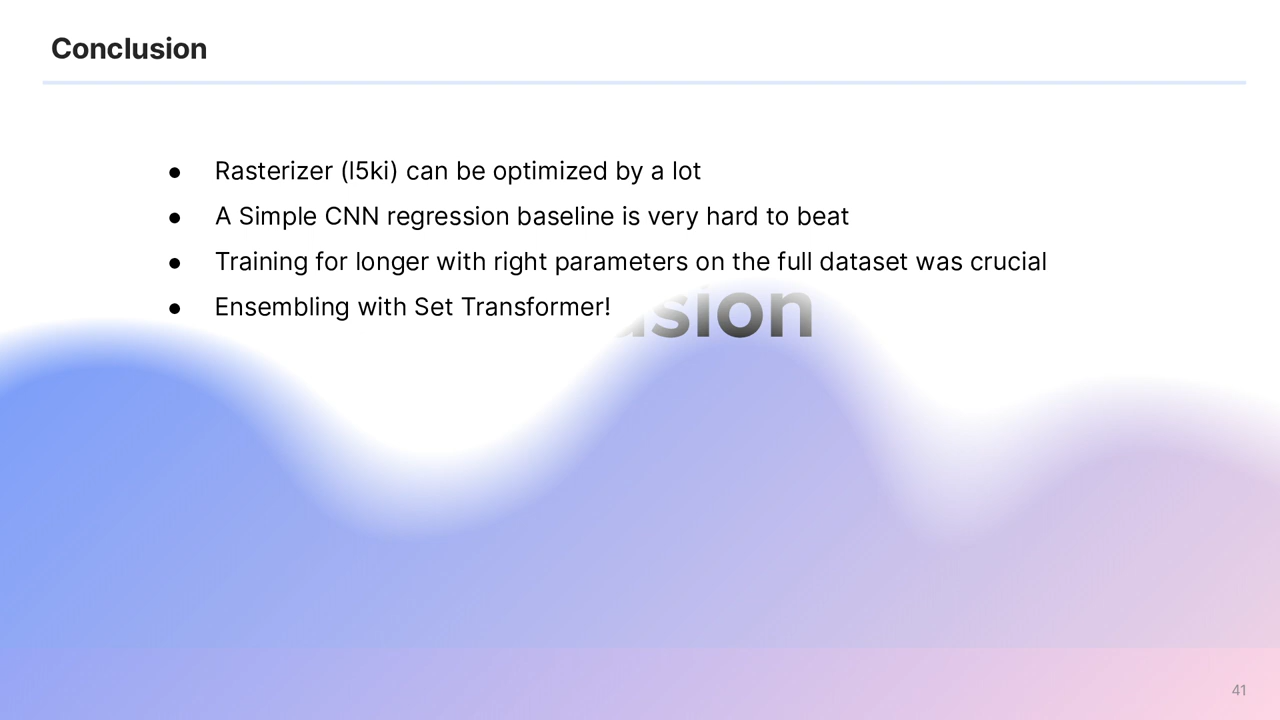 Conclusion
● Rasterizer (l5ki) can be optimized by a lot
● A Simple CNN regression baseline is very hard to beat
● Training for longer with right parameters on the full dataset was crucial
● Ensembling with Set Transformer!
usion
41